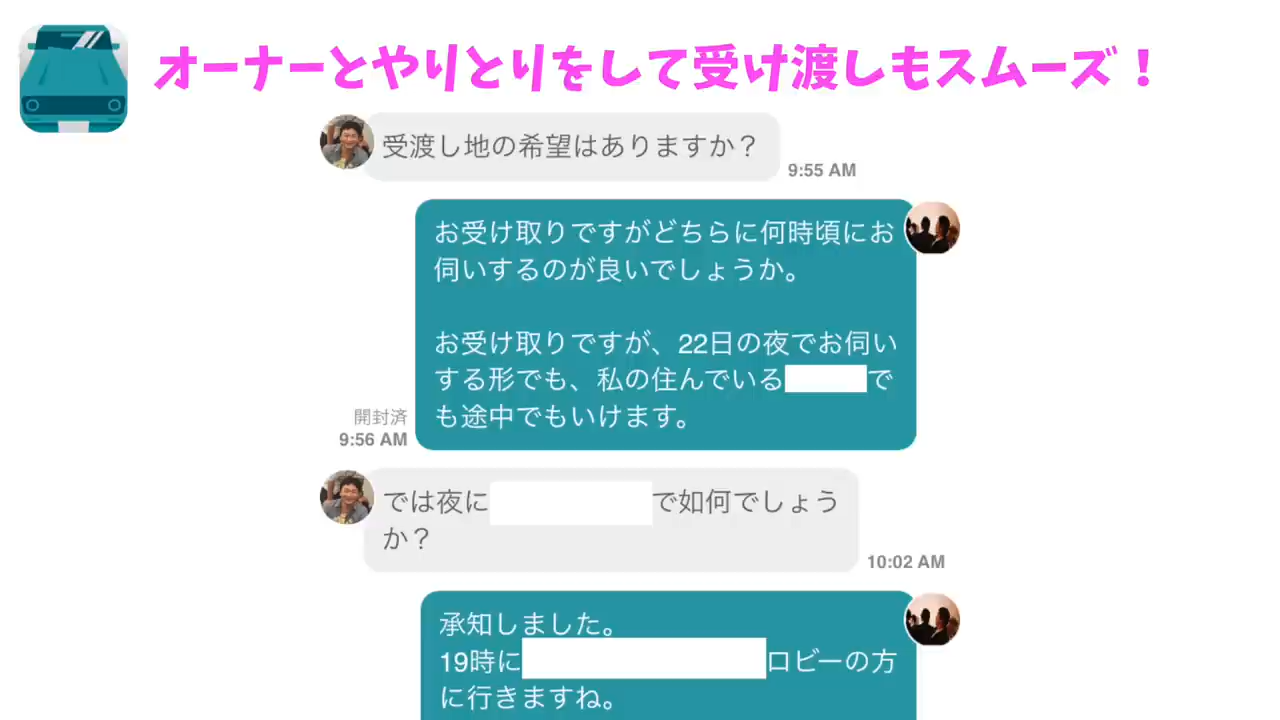 オーナーとやりとりをして受け渡しもスムーズ！
受渡し地の希望はありますか？
9:55 AM
お受け取りですがどちらに何時頃にお
伺いするのが良いでしょうか。
お受け取りですが、22日の夜でお伺い
する形でも、私の住んでいるで
も途中でもいけます。
開封済
9:56 AM
では夜にで如何でしょう
か？
10:02 AM
承知しました。
19時にロビーの方
に行きますね。